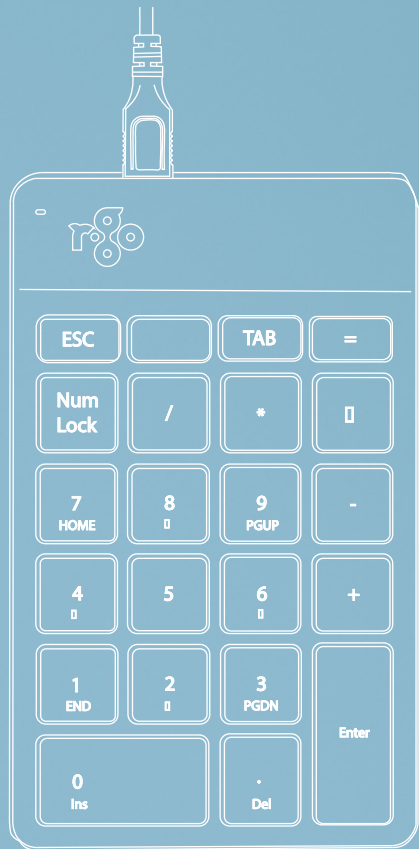 rgo
ESC
TAB
=
Num
Lock
/
*
▯
7
HOME
8
▯
9
PGUP
-
4
▯
5
6
▯
+
1
END
2
▯
3
PGDN
Enter
0
Ins
.
Del